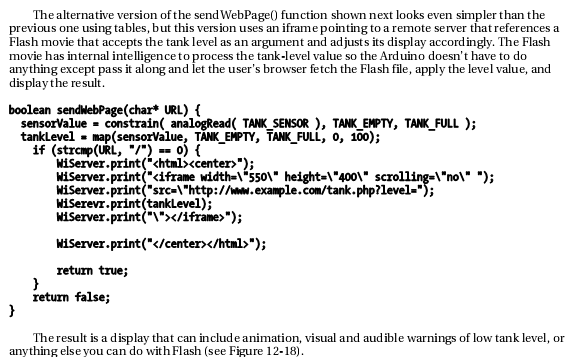 The alternative version of the sendWebPage() function shown next looks even simpler than the
previous one using tables, but this version uses an iframe pointing to a remote server that references a
Flash movie that accepts the tank level as an argument and adjusts its display accordingly. The Flash
movie has internal intelligence to process the tank-level value so the Arduino doesn't have to do
anything except pass it along and let the user's browser fetch the Flash file, apply the level value, and
display the result.
boolean sendWebPage(char* URL) {
  sensorValue = constrain( analogRead( TANK_SENSOR ), TANK_EMPTY, TANK_FULL );
  tankLevel = map(sensorValue, TANK_EMPTY, TANK_FULL, 0, 100);
    if (strcmp(URL, "/") == 0) {
        WiServer.print("<html><center>");
        WiServer.print("<iframe width=\"550\" height=\"400\" scrolling=\"no\" ");
        WiServer.print("src=\"http://www.example.com/tank.php?level=");
        WiSerevr.print(tankLevel);
        WiServer.print("\"></iframe>");
        WiServer.print("</center></html>");
        return true;
    }
    return false;
}
The result is a display that can include animation, visual and audible warnings of low tank level, or
anything else you can do with Flash (see Figure 12-18).